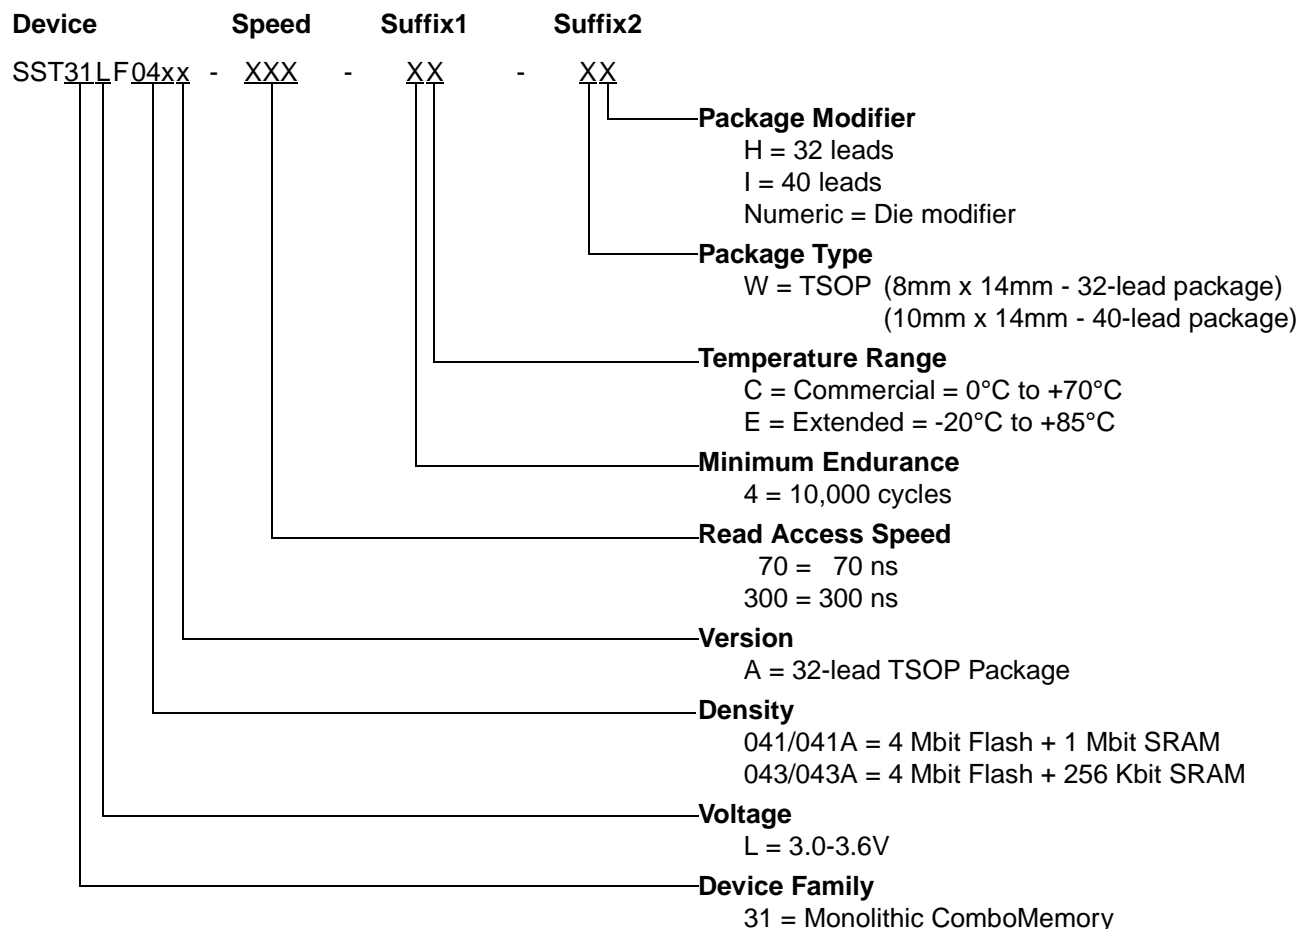 Device Speed Suffix1 Suffix2
SST31LF04xx - XXX - XX - XX
Package Modifier
H = 32 leads
I = 40 leads
Numeric = Die modifier
Package Type
W = TSOP (8mm x 14mm - 32-lead package)
(10mm x 14mm - 40-lead package)
Temperature Range
C = Commercial = 0°C to +70°C
E = Extended = -20°C to +85°C
Minimum Endurance
4 = 10,000 cycles
Read Access Speed
70 = 70 ns
300 = 300 ns
Version
A = 32-lead TSOP Package
Density
041/041A = 4 Mbit Flash + 1 Mbit SRAM
043/043A = 4 Mbit Flash + 256 Kbit SRAM
Voltage
L = 3.0-3.6V
Device Family
31 = Monolithic ComboMemory